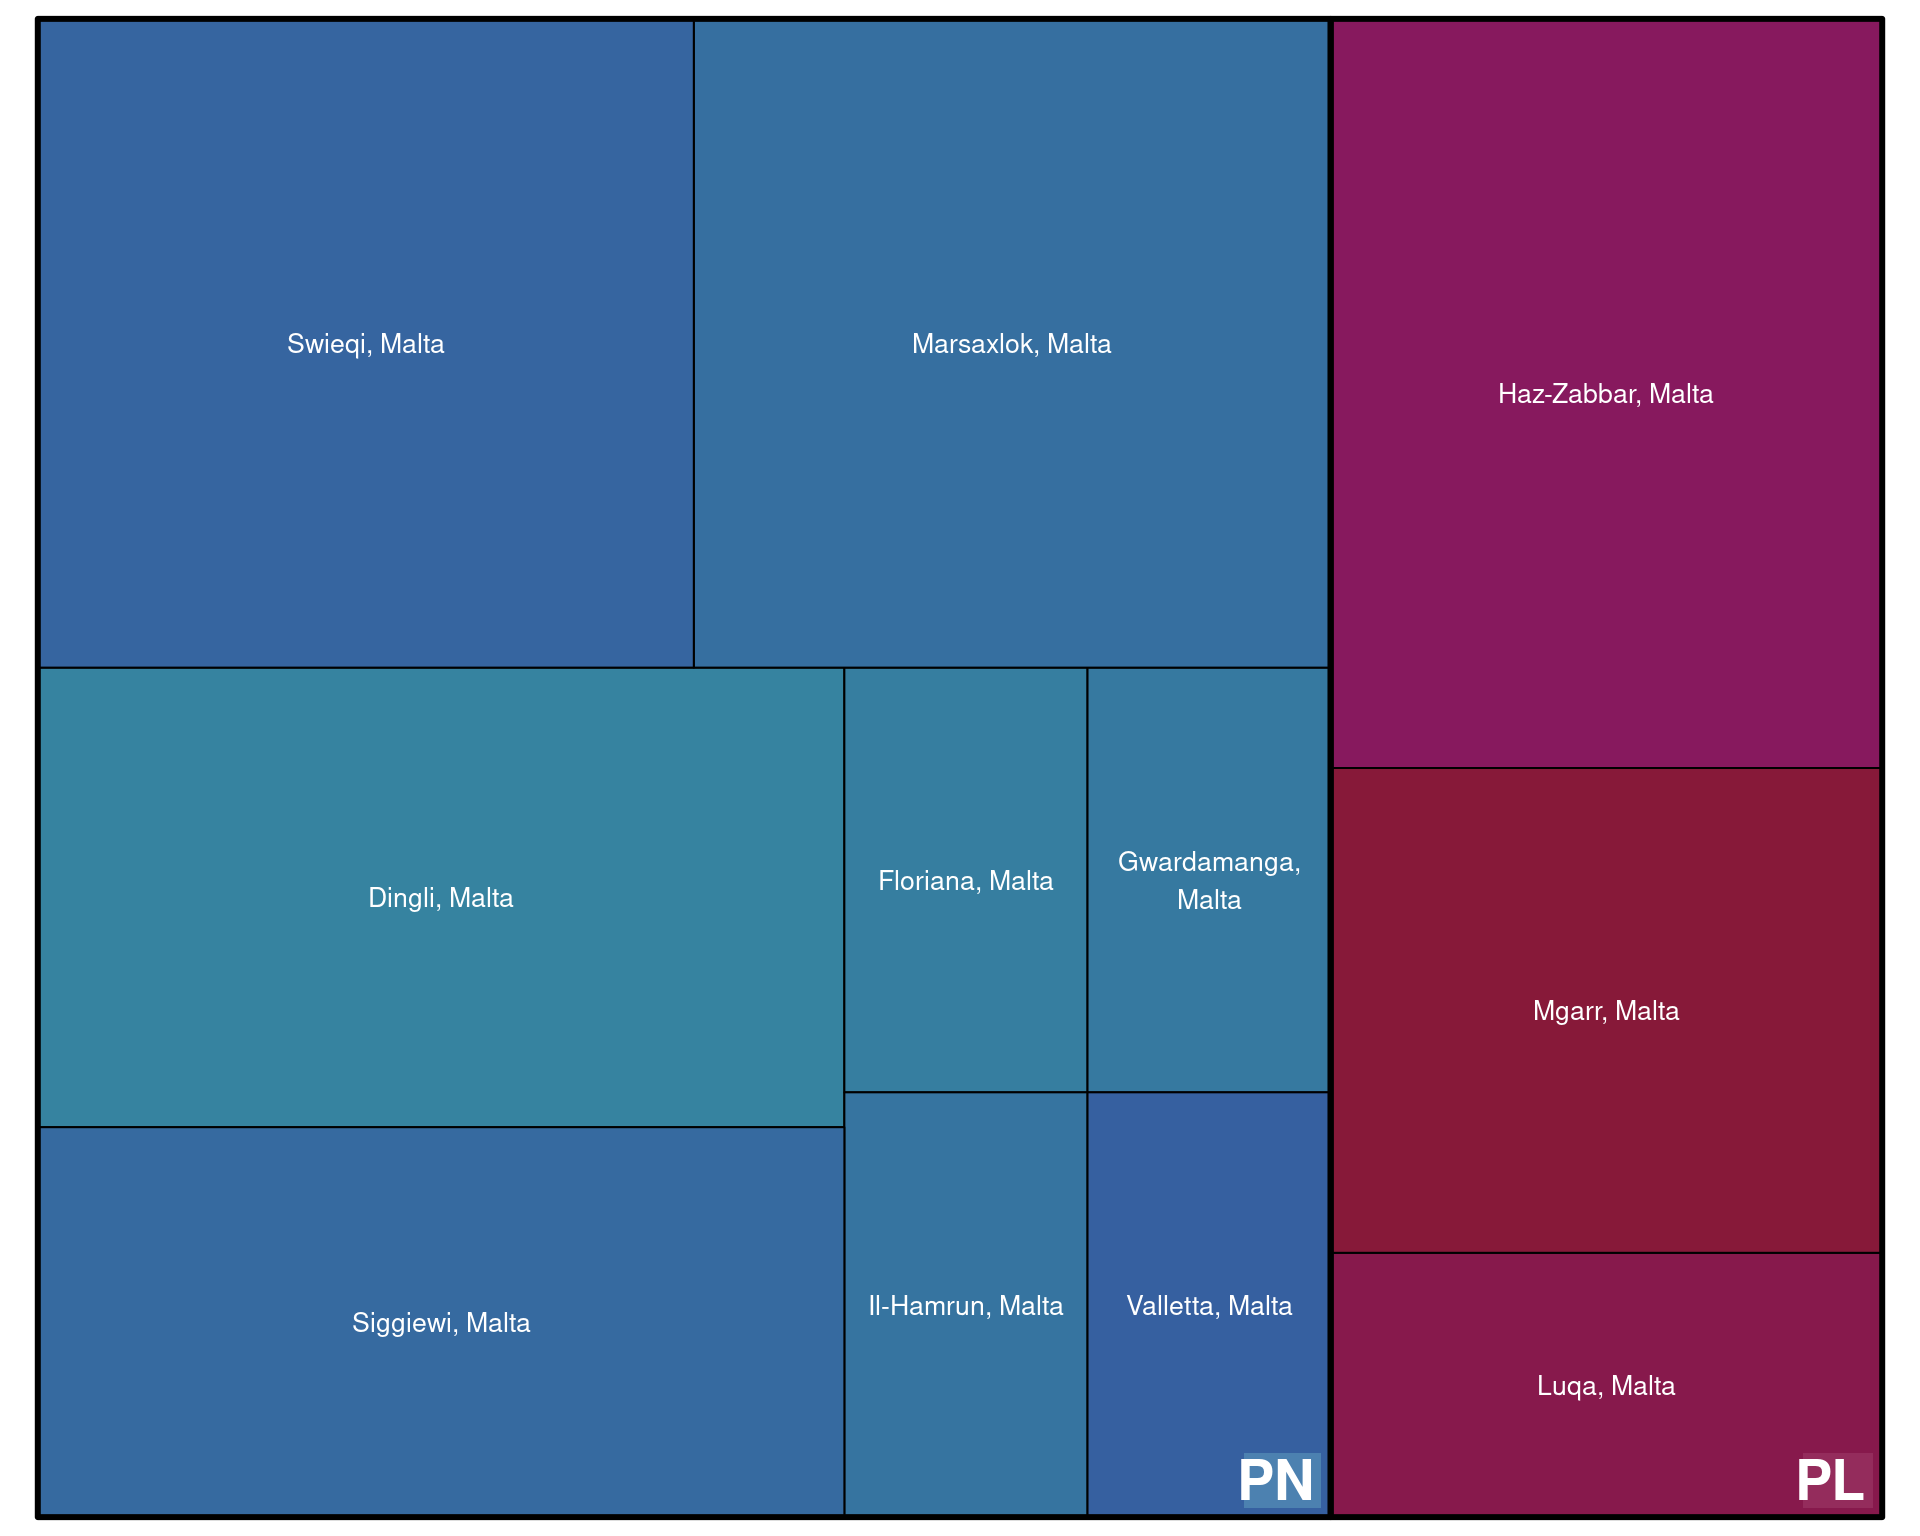 Swieqi, Malta
Marsaxlok, Malta
Haz-Zabbar, Malta
Dingli, Malta
Floriana, Malta
Gwardamanga,
Malta
Mgarr, Malta
Siggiewi, Malta
Il-Hamrun, Malta
Valletta, Malta
Luqa, Malta
PN
PL